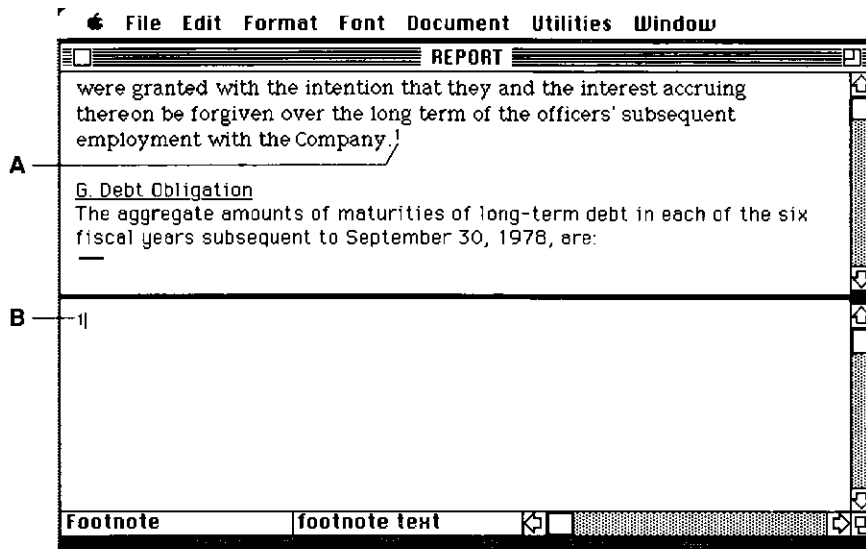 File Edit Format Font Document Utilities Window
REPORT
were granted with the intention that they and the interest accruing
thereon be forgiven over the long term of the officers' subsequent
employment with the Company.¹
A
G. Debt Obligation
The aggregate amounts of maturities of long-term debt in each of the six
fiscal years subsequent to September 30, 1978, are:
B
1
Footnote footnote text